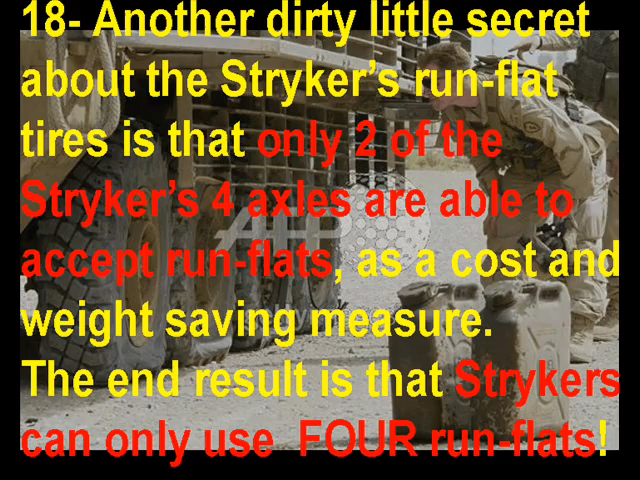 18- Another dirty little secret
about the Stryker’s run-flat
tires is that only 2 of the
Stryker’s 4 axles are able to
accept run-flats, as a cost and
weight saving measure.
The end result is that Strykers
can only use FOUR run-flats!